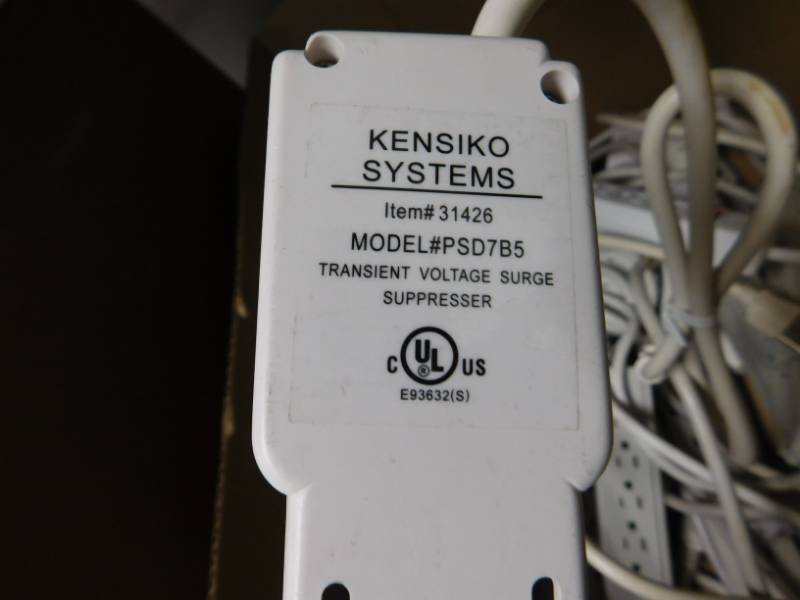 KENSIKO
SYSTEMS
Item# 31426
MODEL#PSD7B5
TRANSIENT VOLTAGE SURGE
SUPPRESSER
C UL ® US
E93632(S)